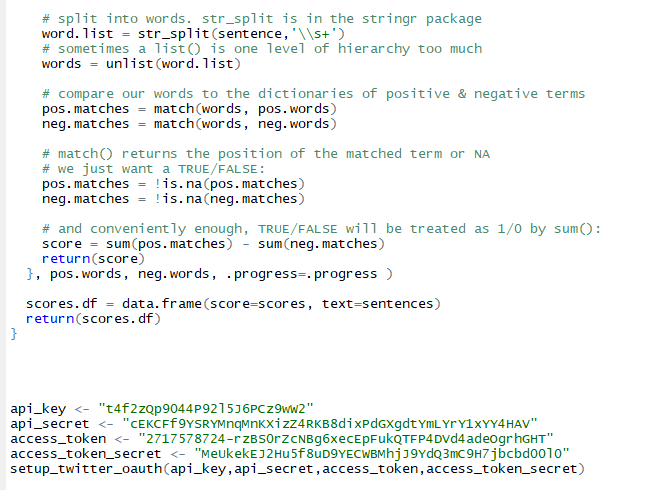 # split into words. str_split is in the stringr package
word.list = str_split(sentence,'\\s+')
# sometimes a list() is one level of hierarchy too much
words = unlist(word.list)
# compare our words to the dictionaries of positive & negative terms
pos.matches = match(words, pos.words)
neg.matches = match(words, neg.words)
# match() returns the position of the matched term or NA
# we just want a TRUE/FALSE:
pos.matches = !is.na(pos.matches)
neg.matches = !is.na(neg.matches)
# and conveniently enough, TRUE/FALSE will be treated as 1/0 by sum():
score = sum(pos.matches) - sum(neg.matches)
return(score)
}, pos.words, neg.words, .progress=.progress )
scores.df = data.frame(score=scores, text=sentences)
return(scores.df)
}
api_key <-
api_secret <-
access_token <-
access_token_secret <-
setup_twitter_oauth(api_key,api_secret,access_token,access_token_secret)